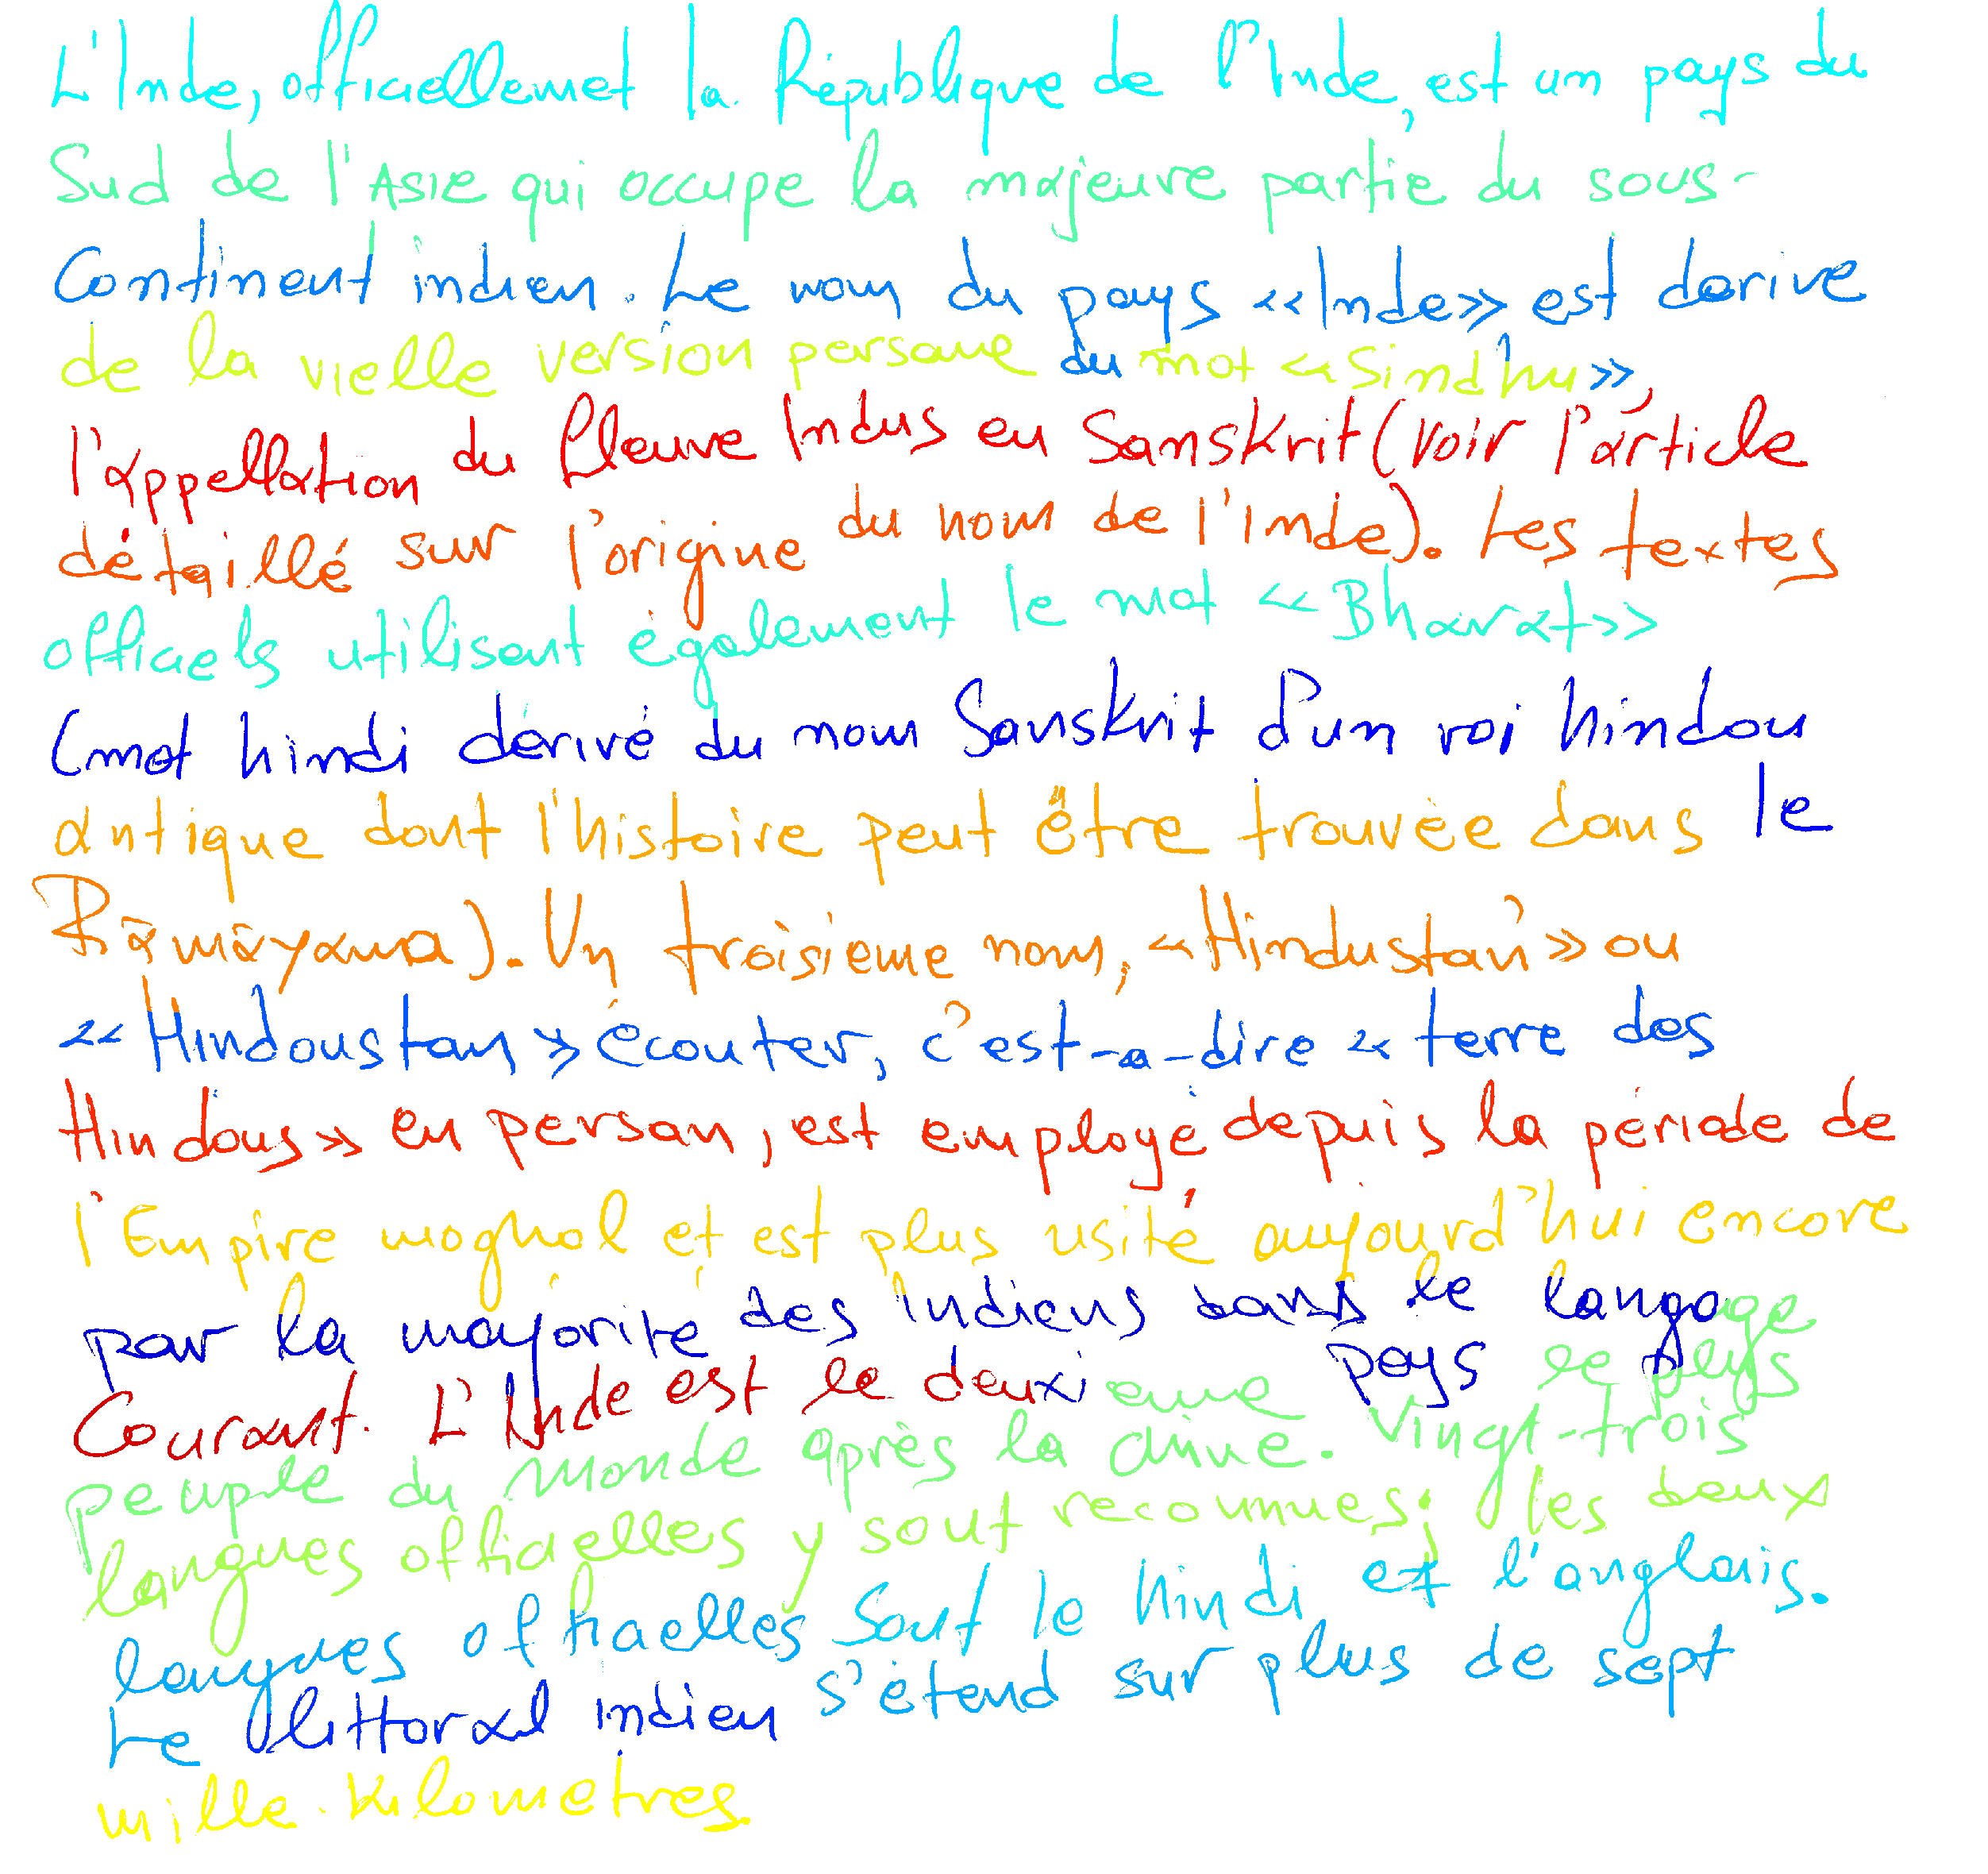 L'Inde, officiellemet la République de l'Inde, est un pays du
Sud de l'Asie qui occupe la majeure partie du sous-
Continent indien. Le nom du pays «Inde» est dérivé
de la vielle version persane du mot «Sindhu»,
l'appellation du fleuve Indus en Sanskrit (voir l'article
détaillé sur l'origine du nom de l'Inde). Les textes
officiels utilisent également le mot «Bharat»
(mot hindi dérivé du nom Sanskrit d'un roi hindou
antique dont l'histoire peut être trouvée dans le
Rāmāyana). Un troisième nom, «Hindustan» ou
«Hindoustan» écouter, c'est-a-dire «terre des
Hindous» en persan, est employé depuis la période de
l'Empire moghol et est plus usité aujourd'hui encore
par la majorité des Indiens dans le langage
Courant. L'Inde est le deuxième pays le plus
peuple du monde après la Chine. Vingt-trois
langues officielles y sont reconnues; les deux
langues officielles sont le hindi et l'anglais.
Le littoral indien s'étend sur plus de sept
mille kilomètres.